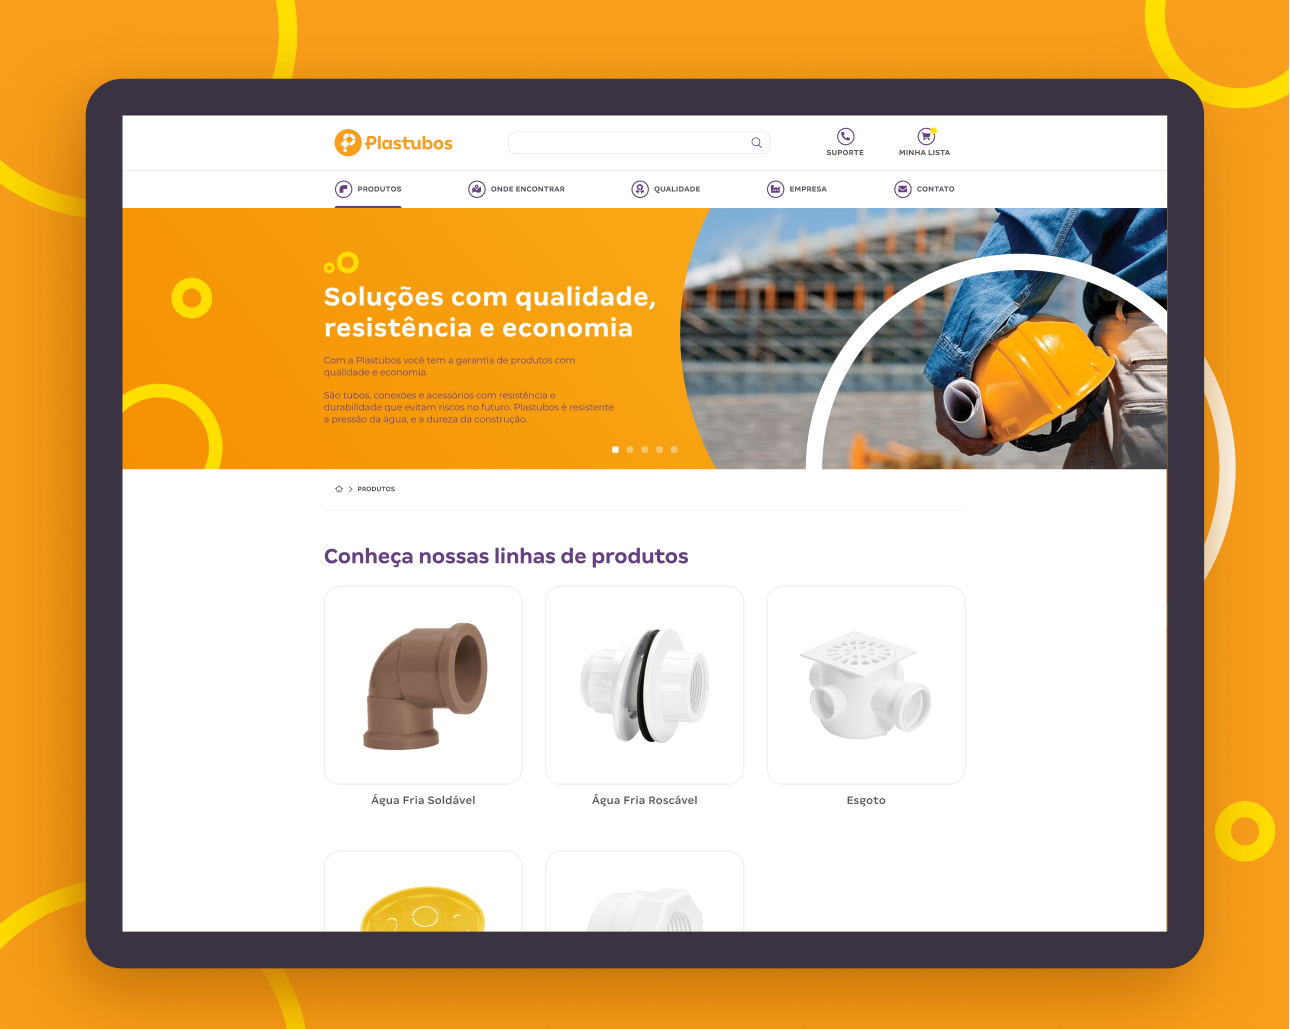 Plastubos
SUPORTE
MINHA LISTA
PRODUTOS
ONDE ENCONTRAR
QUALIDADE
EMPRESA
CONTATO
Soluções com qualidade,
resistência e economia
Com a Plastubos você tem a garantia de produtos com
qualidade e economia.
São tubos, conexões e acessórios com resistência e
durabilidade que evitam riscos no futuro. Plastubos é resistente
a pressão da água, e a dureza da construção.
PRODUTOS
Conheça nossas linhas de produtos
Água Fria Soldável
Água Fria Roscável
Esgoto